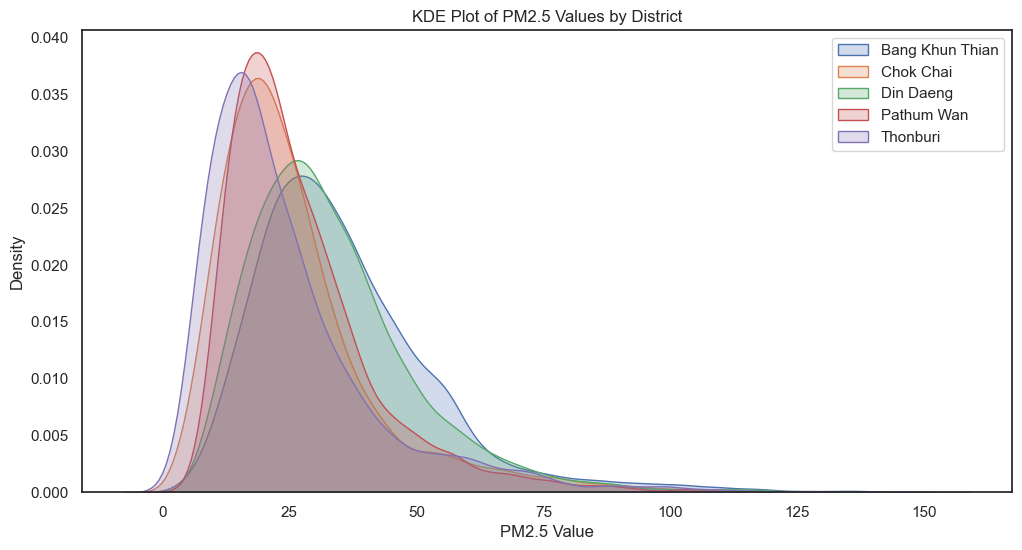 KDE Plot of PM2.5 Values by District
Density
0.040
0.035
0.030
0.025
0.020
0.015
0.010
0.005
0.000
Bang Khun Thian
Chok Chai
Din Daeng
Pathum Wan
Thonburi
0 25 50 75 100 125 150
PM2.5 Value